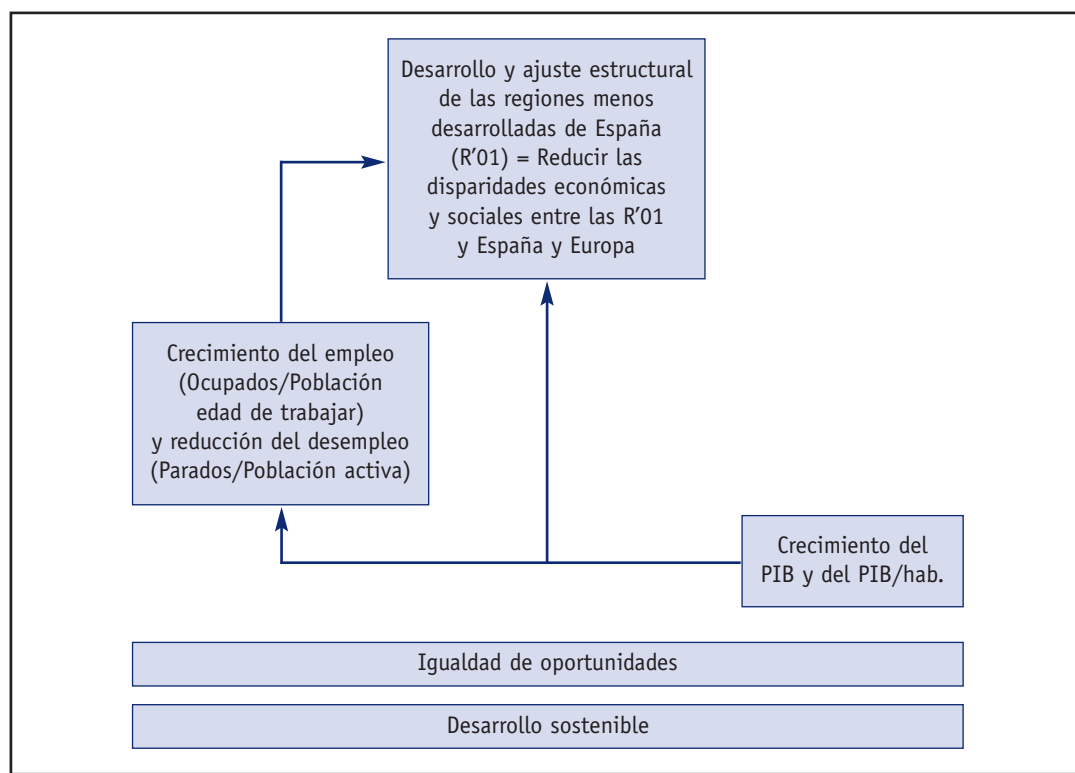 Desarrollo y ajuste estructural
de las regiones menos
desarrolladas de España
(R'01) = Reducir las
disparidades económicas
y sociales entre las R'01
y España y Europa
Crecimiento del empleo
(Ocupados/Población
edad de trabajar)
y reducción del desempleo
(Parados/Población activa)
Crecimiento del
PIB y del PIB/hab.
Igualdad de oportunidades
Desarrollo sostenible